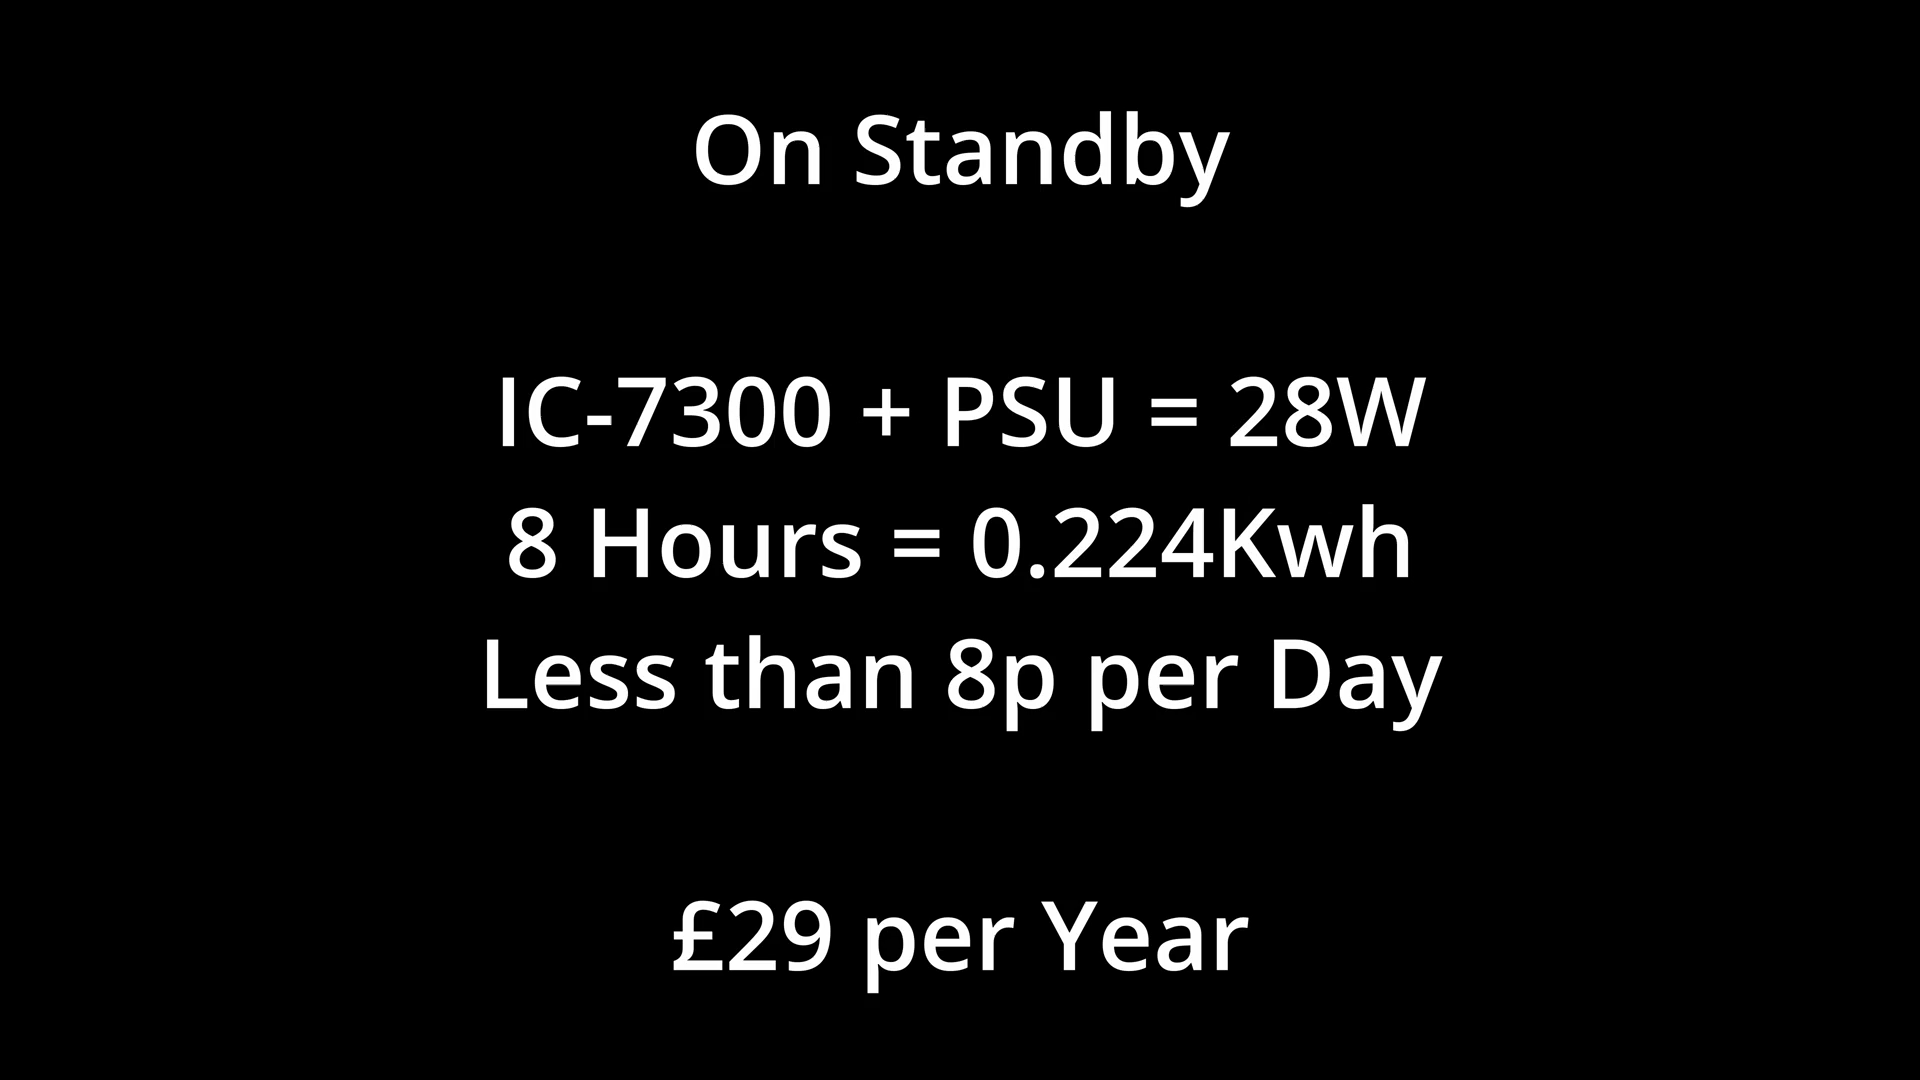 On Standby
IC-7300 + PSU = 28W
8 Hours = 0.224Kwh
Less than 8p per Day
£29 per Year